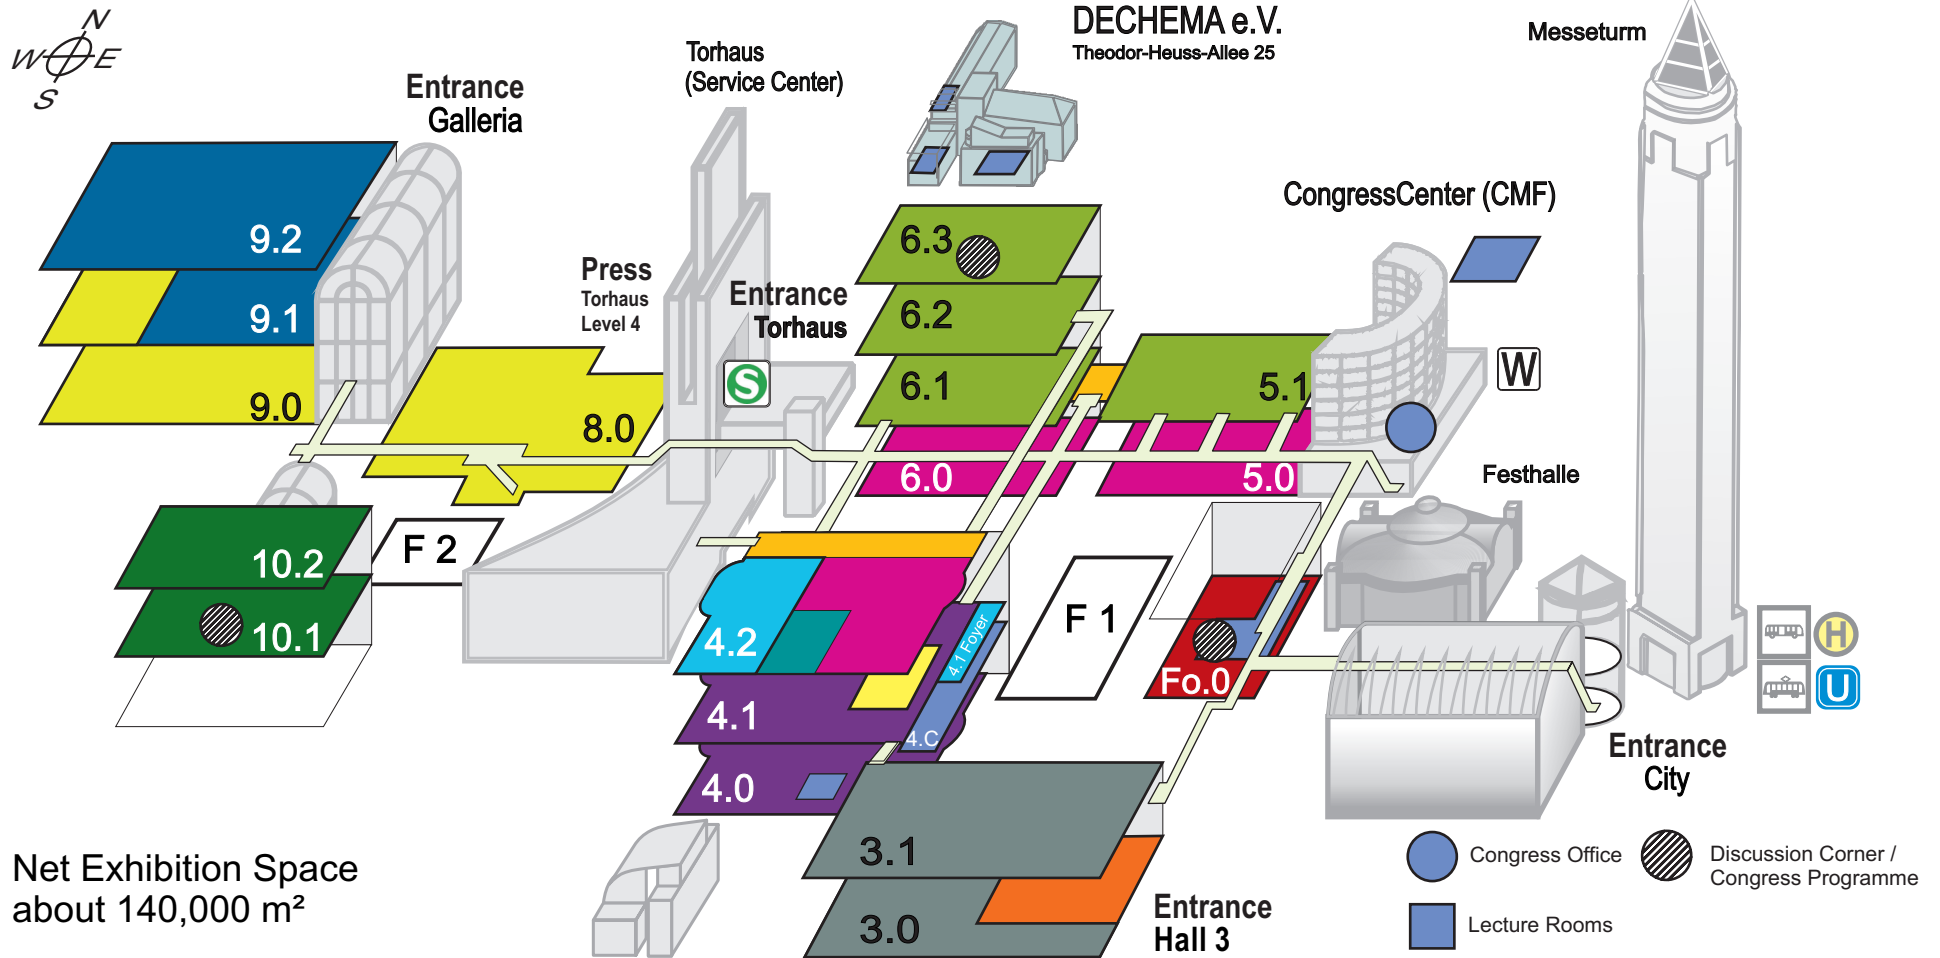 N
W E
S
Entrance
Galleria
Torhaus
(Service Center)
DECHEMA e.V.
Theodor-Heuss-Allee 25
Messeturm
CongressCenter (CMF)
9.2
9.1
9.0
Press
Torhaus
Level 4
Entrance
Torhaus
S
8.0
6.3
6.2
6.1
6.0
5.1
5.0
W
Festhalle
10.2
10.1
F 2
4.2
4.1
4.0
4.1 Foyer
4.C
F 1
Fo.0
H
U
Entrance
City
3.1
3.0
Entrance
Hall 3
Net Exhibition Space
about 140,000 m²
Congress Office
Discussion Corner /
Congress Programme
Lecture Rooms